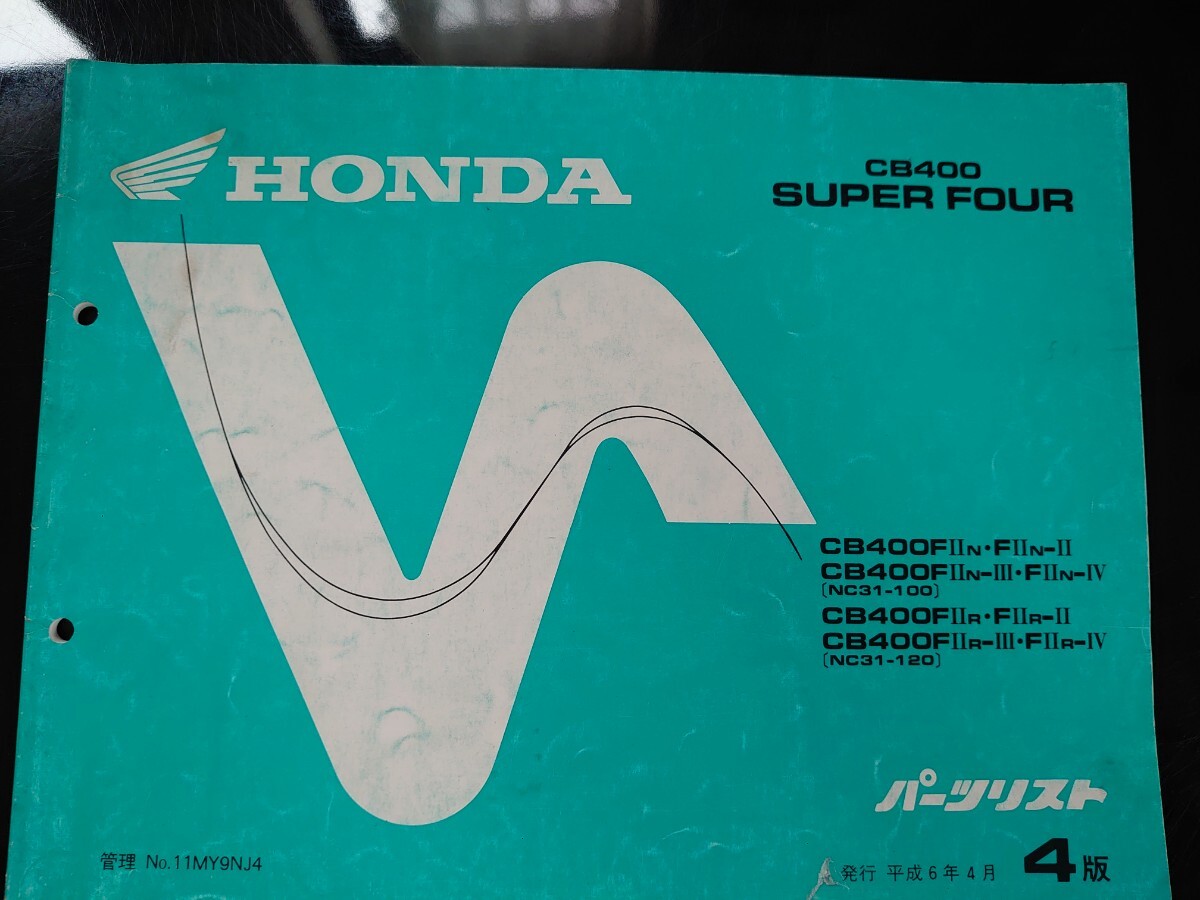 HONDA
CB400
SUPER FOUR
CB400FⅡN・FⅡN-Ⅱ
CB400FⅡN-Ⅲ・FⅡN-Ⅳ
〔NC31-100〕
CB400FⅡR・FⅡR-Ⅱ
CB400FⅡR-Ⅲ・FⅡR-Ⅳ
〔NC31-120〕
パーツリスト
管理 No.11MY9NJ4
発行 平成6年4月 4版